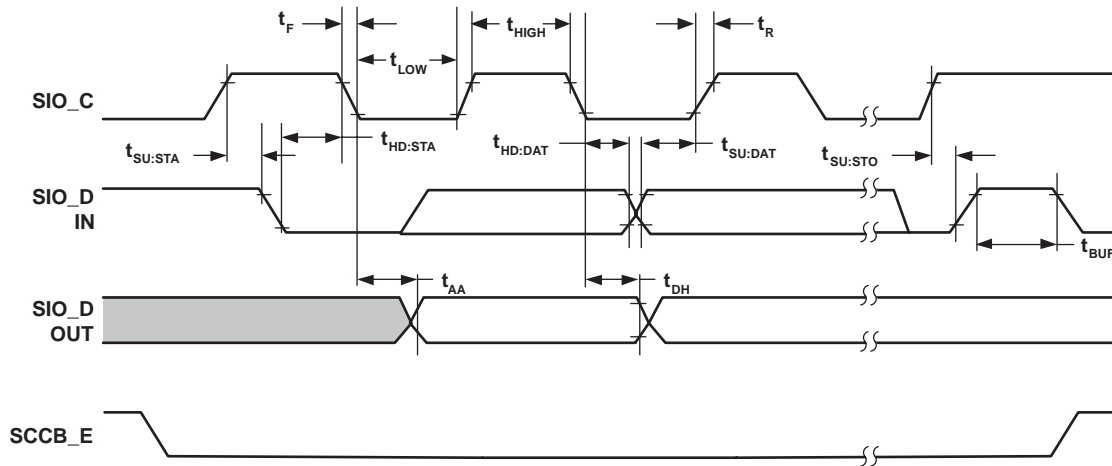 tF
tHIGH
tR
tLOW
SIO_C
tSU:STA
tHD:STA
tHD:DAT
tSU:DAT
tSU:STO
SIO_D
IN
tBUF
tAA
tDH
SIO_D
OUT
SCCB_E